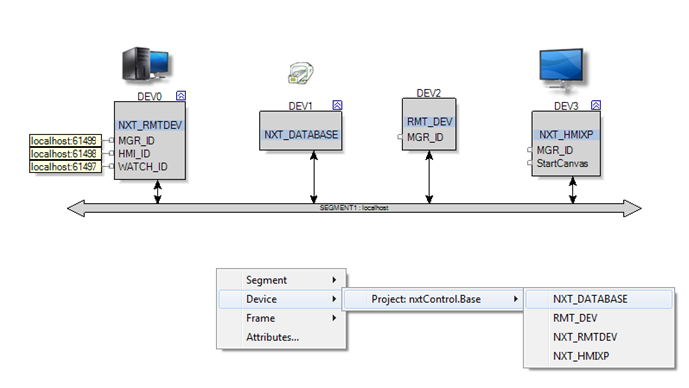 DEV0
NXT_RMTDEV
localhost:61499
MGR_ID
localhost:61498
HMI_ID
localhost:61497
WATCH_ID
DEV1
NXT_DATABASE
DEV2
RMT_DEV
MGR_ID
DEV3
NXT_HMIXP
MGR_ID
StartCanvas
SEGMENT1 : localhost
Segment
Device
Frame
Attributes...
Project: nxtControl.Base
NXT_DATABASE
RMT_DEV
NXT_RMTDEV
NXT_HMIXP